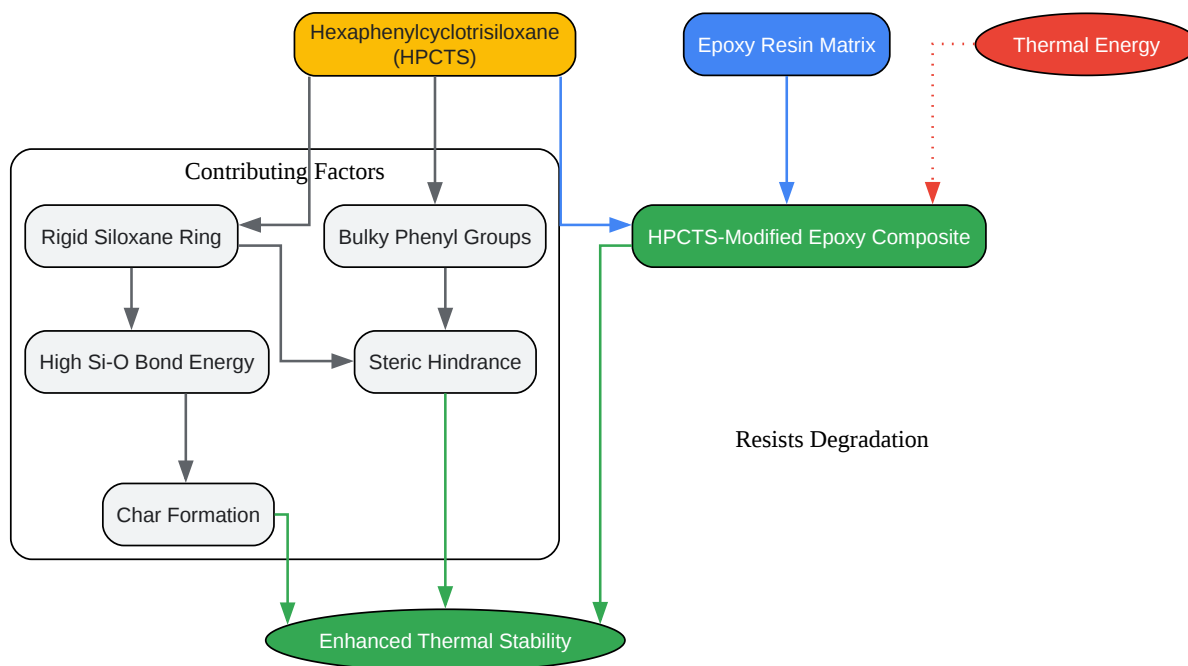 Hexaphenylcyclotrisiloxane
(HPCTS)
Epoxy Resin Matrix
Thermal Energy
Contributing Factors
Rigid Siloxane Ring
Bulky Phenyl Groups
HPCTS-Modified Epoxy Composite
High Si-O Bond Energy
Steric Hindrance
Resists Degradation
Char Formation
Enhanced Thermal Stability